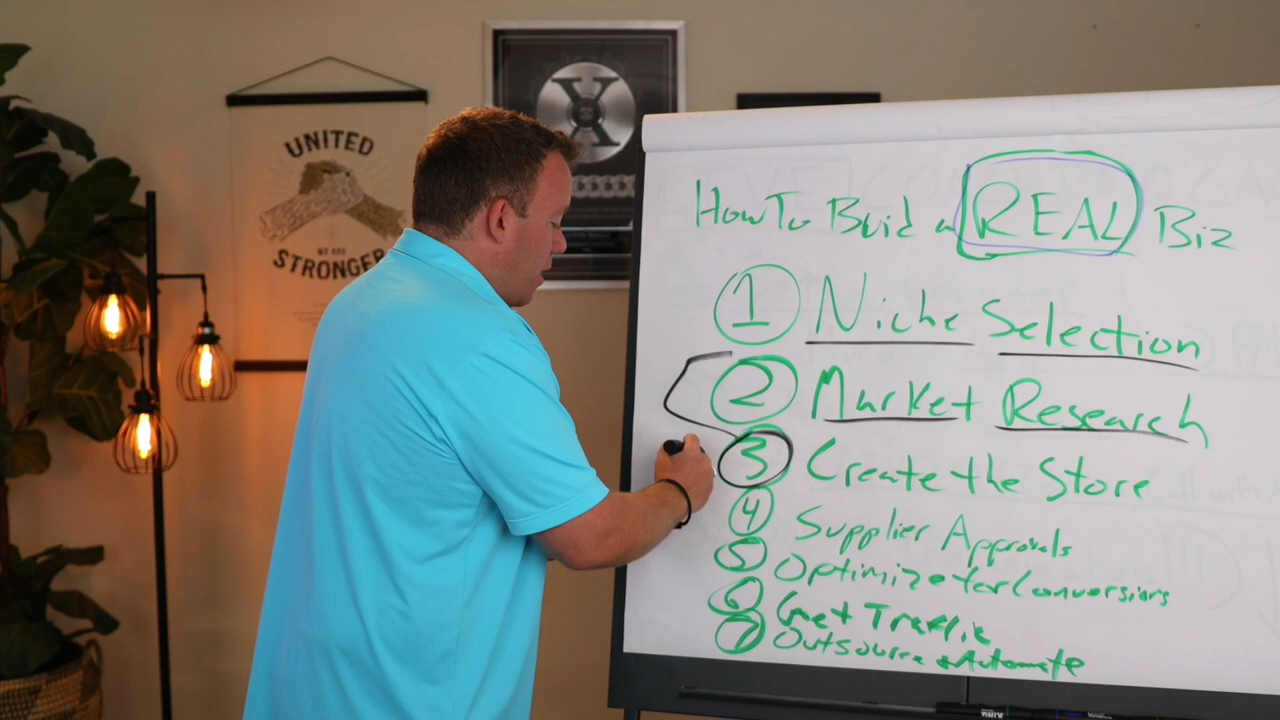 UNITED
WE ARE
STRONGER
X
How To Build a REAL Biz
1 Niche Selection
2 Market Research
3 Create the Store
4 Supplier Approvals
5 Optimize for Conversions
6 Get Traffic
7 Outsource + Automate